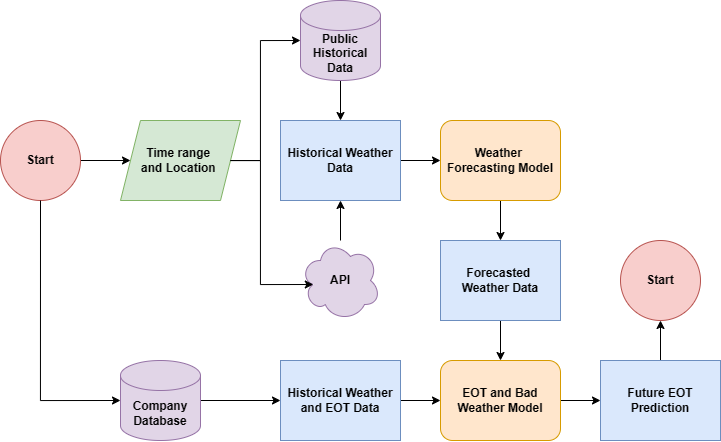 Public
Historical
Data
Start
Time range
and Location
Historical Weather
Data
Weather
Forecasting Model
API
Forecasted
Weather Data
Start
Company
Database
Historical Weather
and EOT Data
EOT and Bad
Weather Model
Future EOT
Prediction